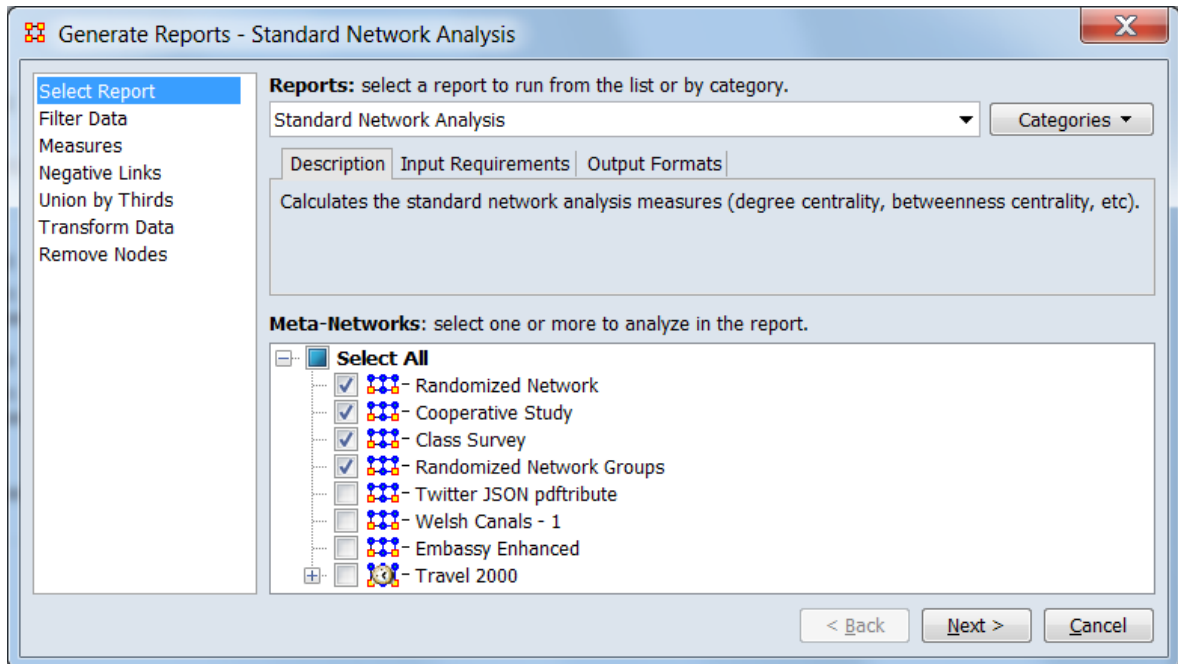 Generate Reports - Standard Network Analysis
Select Report
Filter Data
Measures
Negative Links
Union by Thirds
Transform Data
Remove Nodes
Reports: select a report to run from the list or by category.
Standard Network Analysis
Categories
Description
Input Requirements
Output Formats
Calculates the standard network analysis measures (degree centrality, betweenness centrality, etc).
Meta-Networks: select one or more to analyze in the report.
Select All
Randomized Network
Cooperative Study
Class Survey
Randomized Network Groups
Twitter JSON pdftribute
Welsh Canals - 1
Embassy Enhanced
Travel 2000
< Back
Next >
Cancel